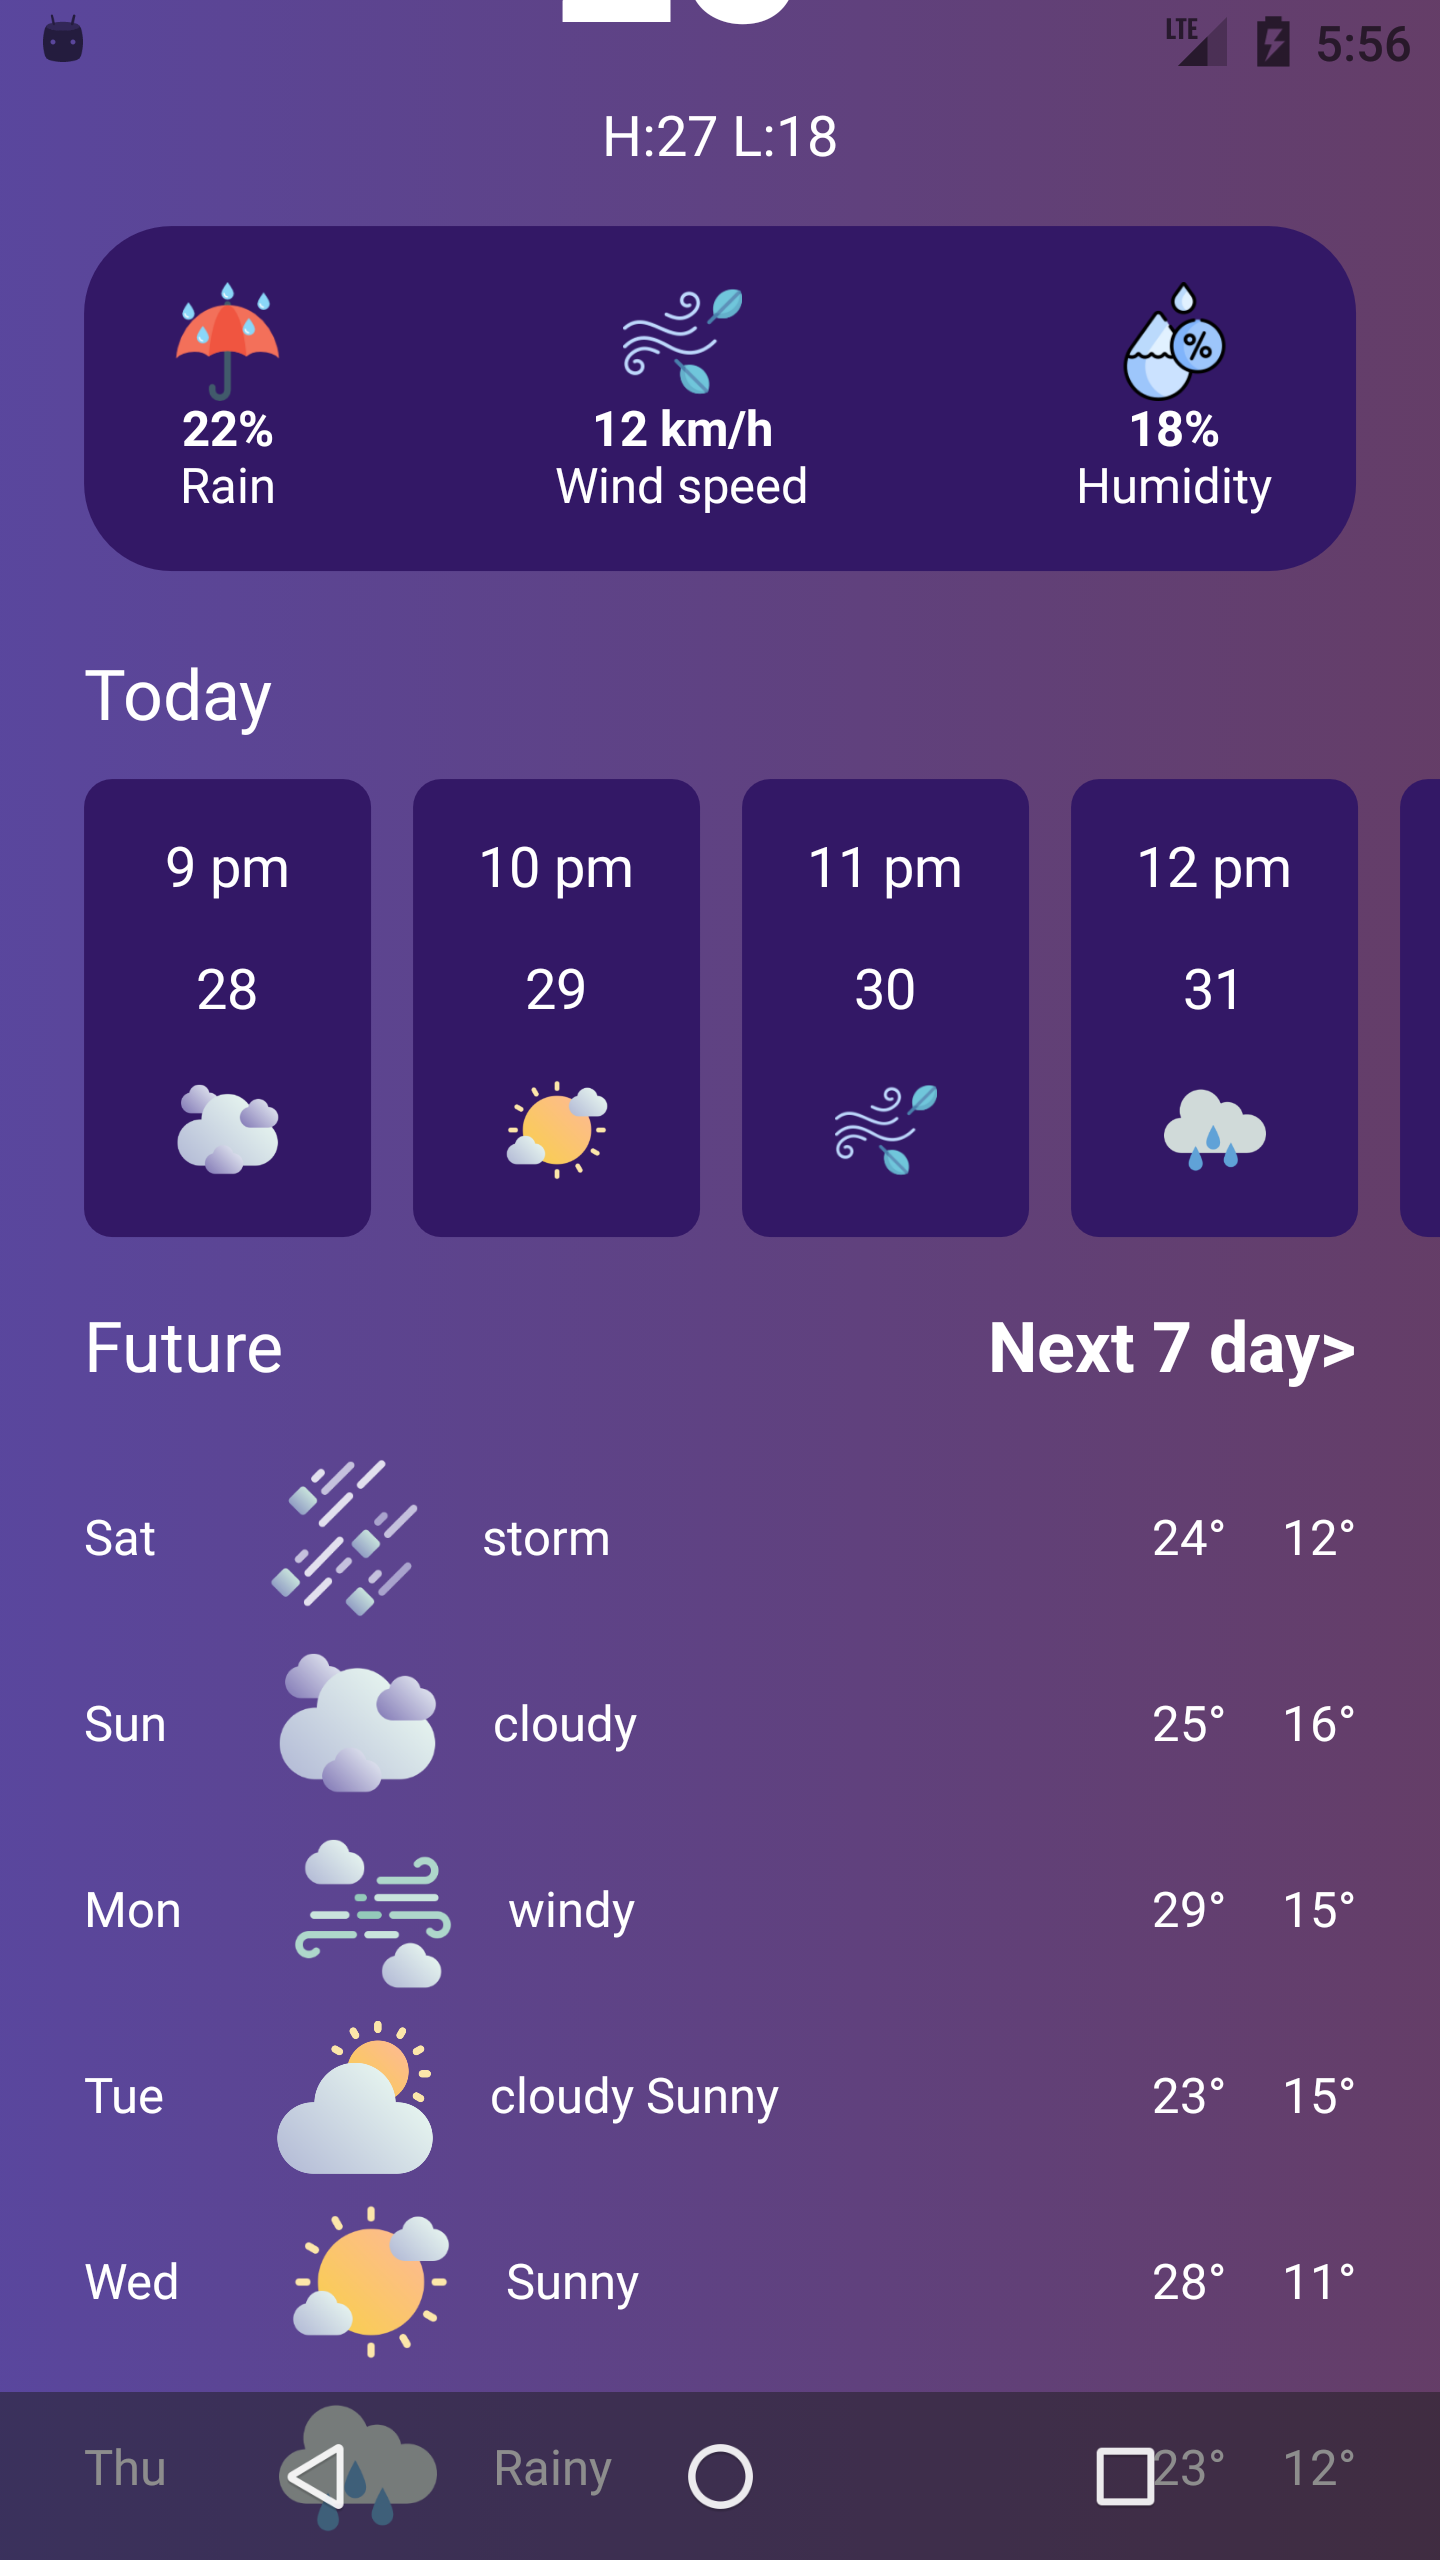 LTE 5:56
H:27 L:18
%
22% 12 km/h 18%
Rain Wind speed Humidity
Today
9 pm 10 pm 11 pm 12 pm
28 29 30 31
Future Next 7 day>
Sat storm 24° 12°
Sun cloudy 25° 16°
Mon windy 29° 15°
Tue cloudy Sunny 23° 15°
Wed Sunny 28° 11°
Thu Rainy 23° 12°